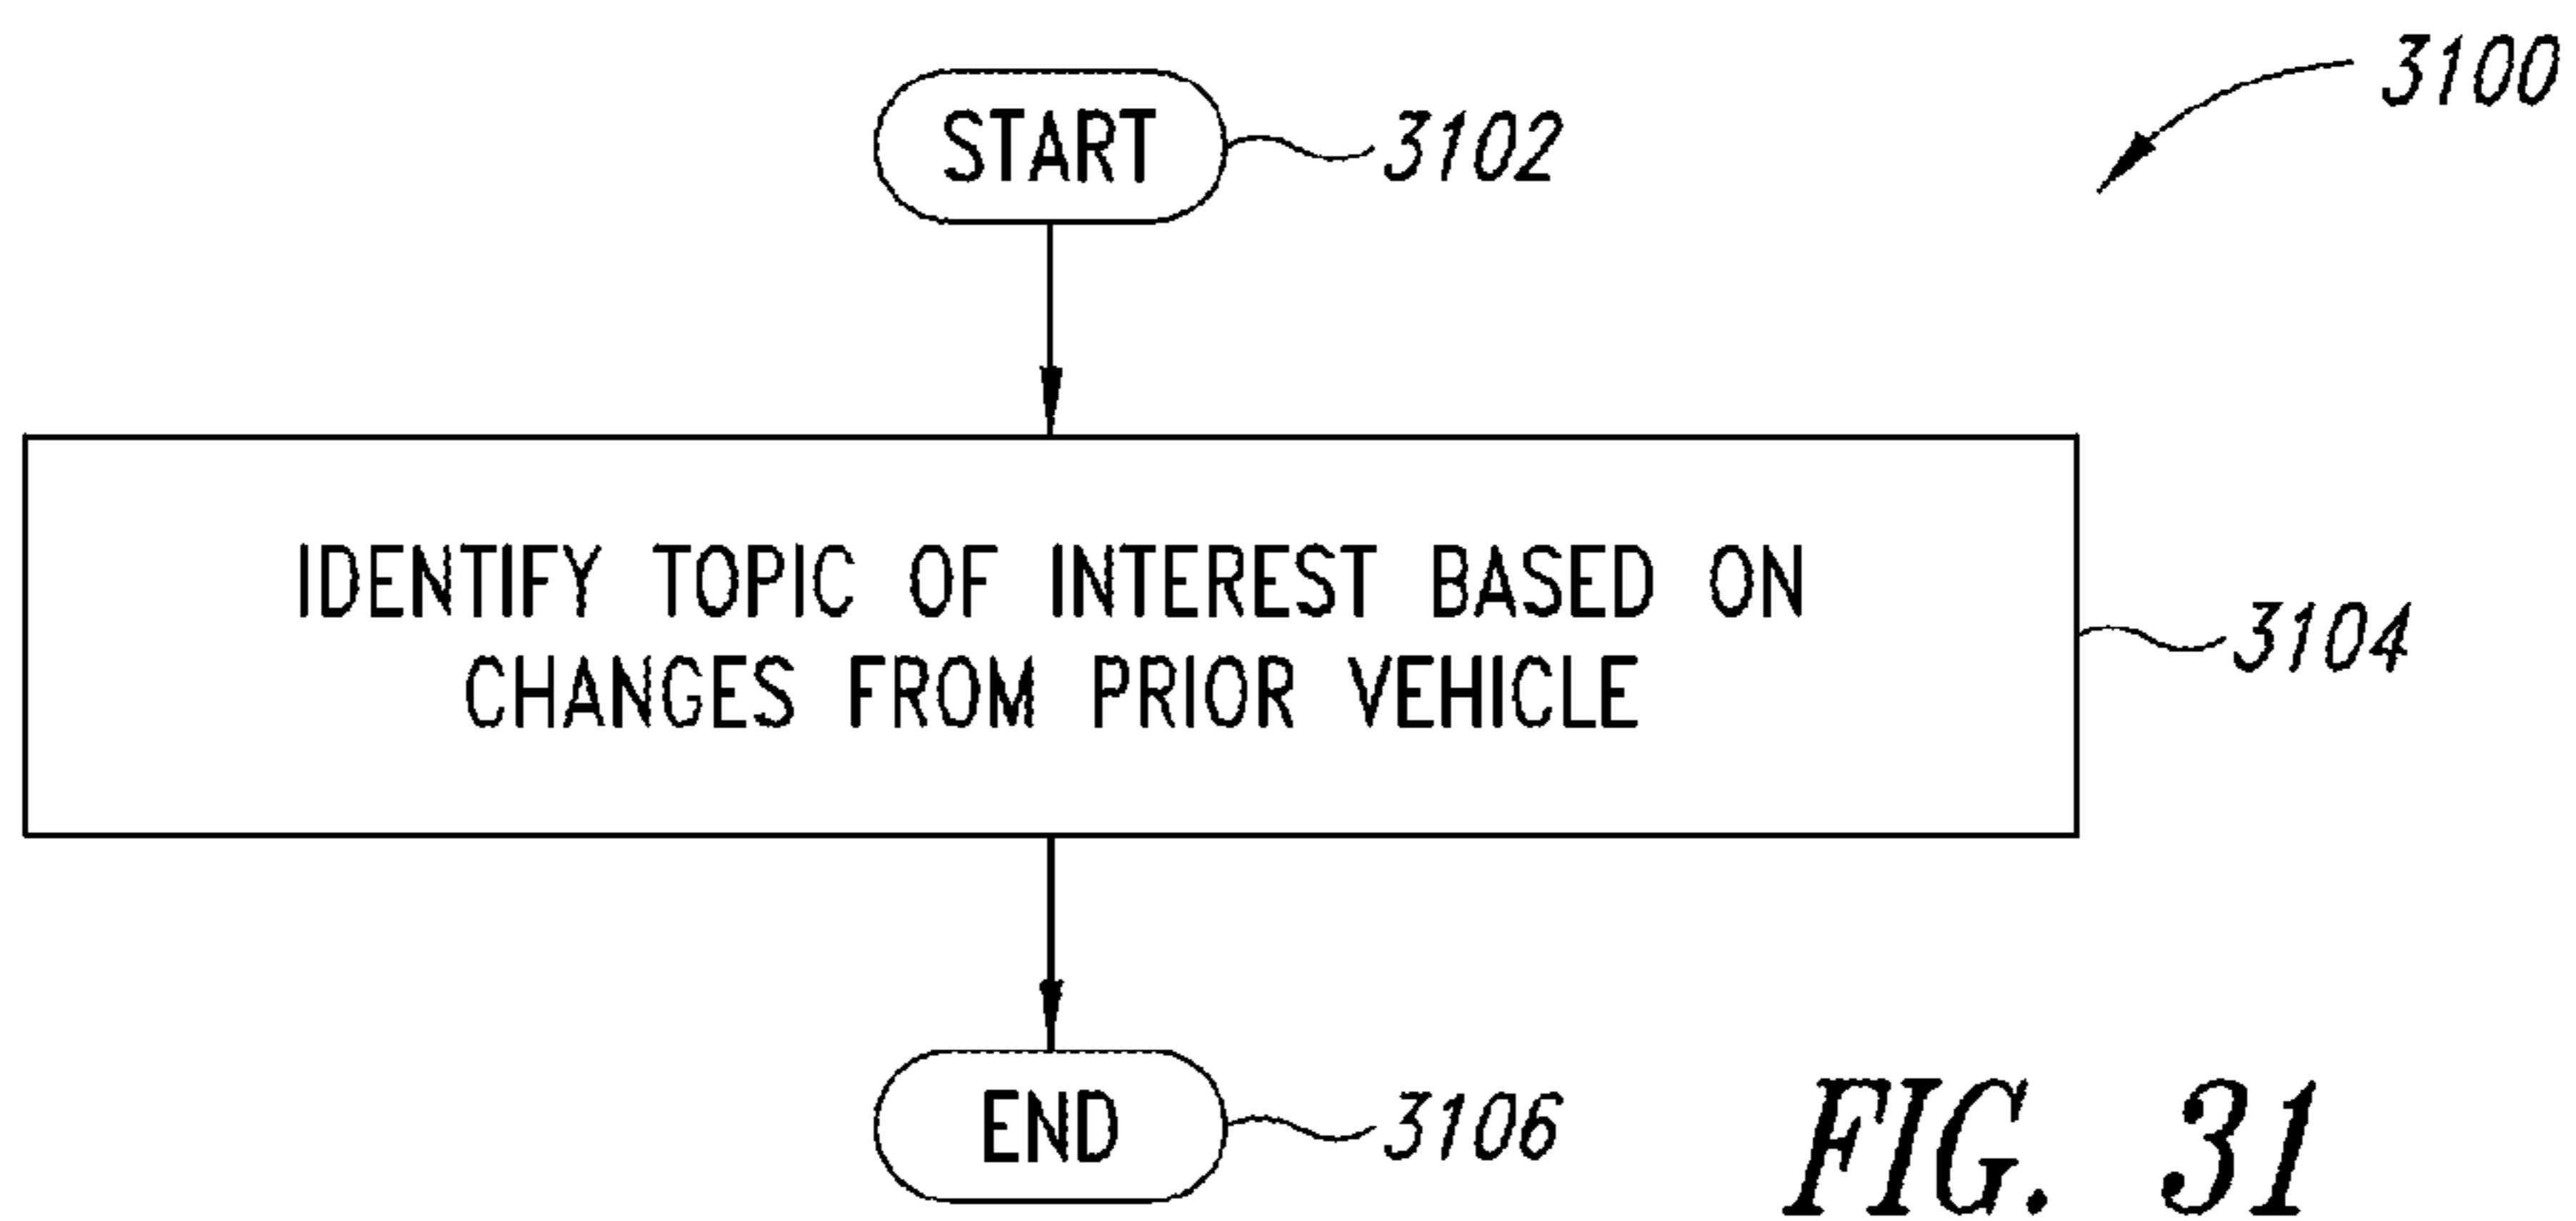 3100
START
3102
IDENTIFY TOPIC OF INTEREST BASED ON
CHANGES FROM PRIOR VEHICLE
3104
END
3106
FIG. 31